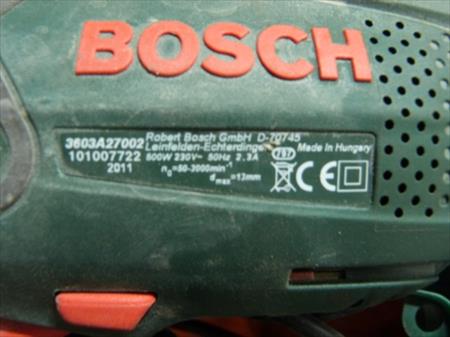 BOSCH
3603A27002 Robert Bosch GmbH D-70745
101007722 Leinfelden-Echterdingen Made In Hungary
2011 500W 230V~ 50Hz 2.3A 797
n₀=50-3000min⁻¹ CE
dmax=13mm